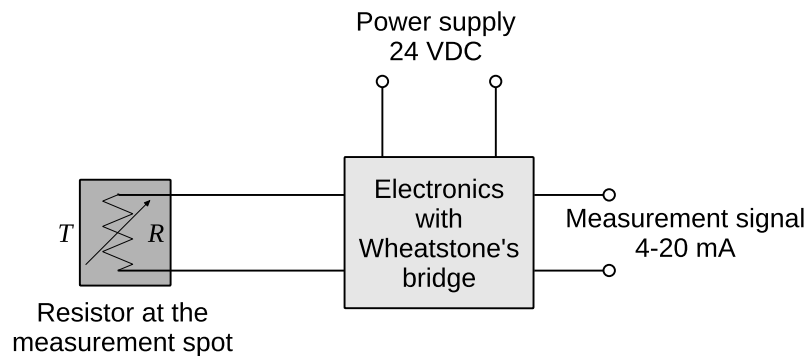 Power supply
24 VDC
Electronics
with
Wheatstone's
bridge
Measurement signal
4-20 mA
T
R
Resistor at the
measurement spot